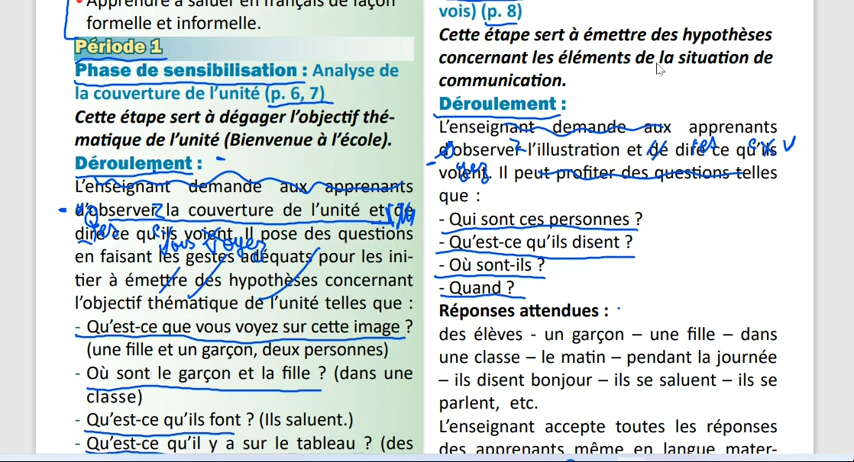 Apprendre à saluer en français de façon
formelle et informelle.
Période 1
Phase de sensibilisation : Analyse de
la couverture de l'unité (p. 6, 7)
Cette étape sert à dégager l'objectif thé-
matique de l'unité (Bienvenue à l'école).
Déroulement :
L'enseignant demande aux apprenants
d'observer la couverture de l'unité et de
dire ce qu'ils voient. Il pose des questions
vous voyez
en faisant les gestes adéquats pour les ini-
tier à émettre des hypothèses concernant
l'objectif thématique de l'unité telles que :
- Qu'est-ce que vous voyez sur cette image ?
(une fille et un garçon, deux personnes)
- Où sont le garçon et la fille ? (dans une
classe)
- Qu'est-ce qu'ils font ? (Ils saluent.)
- Qu'est-ce qu'il y a sur le tableau ? (des
vois) (p. 8)
Cette étape sert à émettre des hypothèses
concernant les éléments de la situation de
communication.
Déroulement :
L'enseignant demande aux apprenants
d'observer l'illustration et de dire ce qu'ils
voient. Il peut profiter des questions telles
que :
- Qui sont ces personnes ?
- Qu'est-ce qu'ils disent ?
- Où sont-ils ?
- Quand ?
Réponses attendues :
des élèves - un garçon – une fille – dans
une classe – le matin – pendant la journée
– ils disent bonjour – ils se saluent – ils se
parlent, etc.
L'enseignant accepte toutes les réponses
des apprenants même en langue mater-